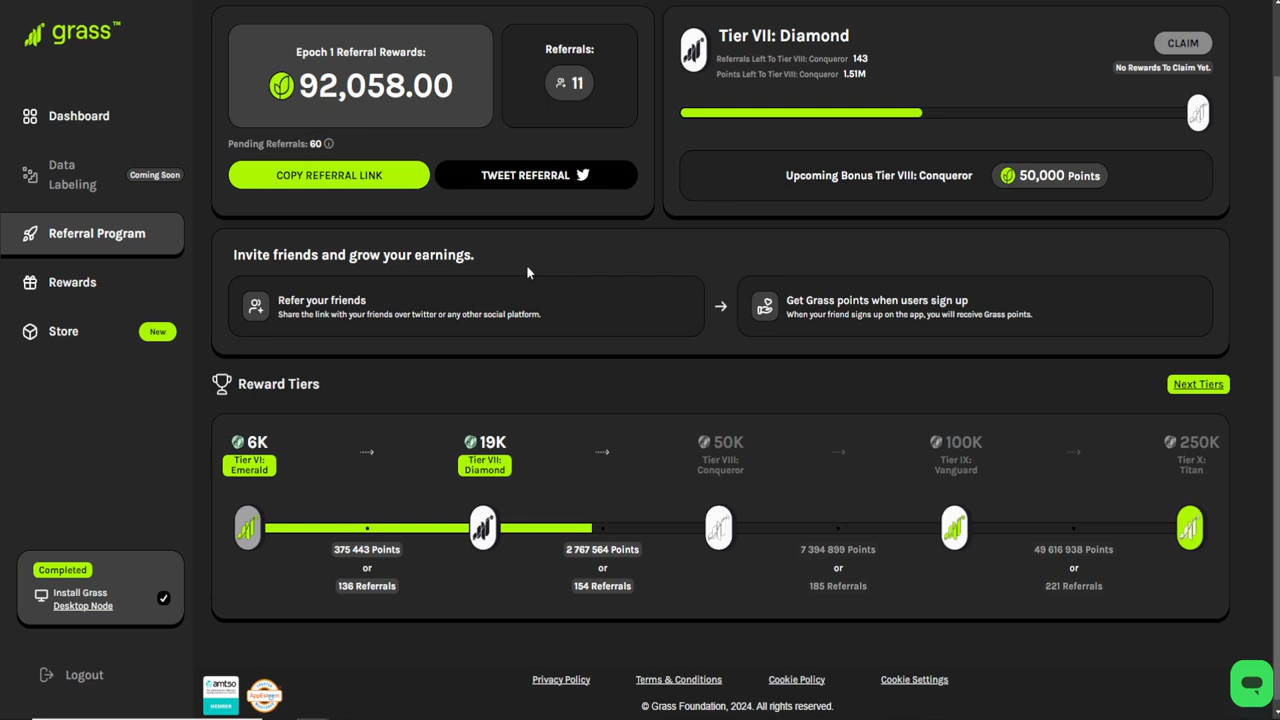 grass™
Dashboard
Data
Labeling
Coming Soon
Referral Program
Rewards
Store
New
Completed
Install Grass
Desktop Node
Logout
Epoch 1 Referral Rewards:
92,058.00
Referrals:
11
Pending Referrals: 60
COPY REFERRAL LINK
TWEET REFERRAL
Tier VII: Diamond
Referrals Left To Tier VIII: Conqueror 143
Points Left To Tier VIII: Conqueror 1.51M
CLAIM
No Rewards To Claim Yet.
Upcoming Bonus Tier VIII: Conqueror
50,000 Points
Invite friends and grow your earnings.
Refer your friends
Share the link with your friends over twitter or any other social platform.
Get Grass points when users sign up
When your friend signs up on the app, you will receive Grass points.
Reward Tiers
Next Tiers
6K
Tier VI:
Emerald
19K
Tier VII:
Diamond
50K
Tier VIII:
Conqueror
100K
Tier IX:
Vanguard
250K
Tier X:
Titan
375 443 Points
or
136 Referrals
2 767 564 Points
or
154 Referrals
7 394 899 Points
or
185 Referrals
49 616 938 Points
or
221 Referrals
amtso
MEMBER
AppEsteem
Privacy Policy
Terms & Conditions
Cookie Policy
Cookie Settings
© Grass Foundation, 2024. All rights reserved.